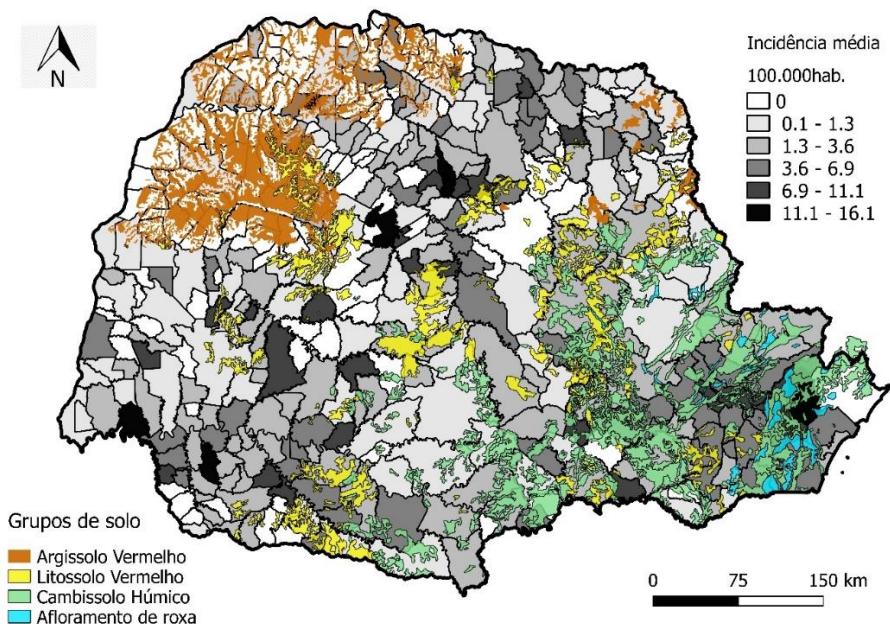 N
Incidência média
100.000hab.
0
0.1 - 1.3
1.3 - 3.6
3.6 - 6.9
6.9 - 11.1
11.1 - 16.1
Grupos de solo
Argissolo Vermelho
Litossolo Vermelho
Cambissolo Húmico
Afloramento de roxa
0 75 150 km